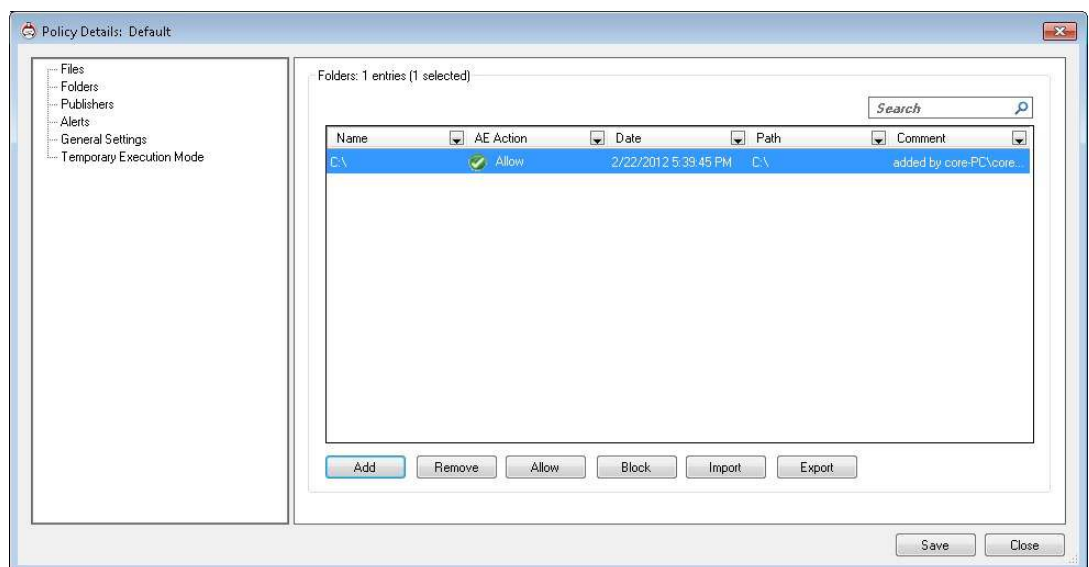 Policy Details: Default
Files
Folders
Publishers
Alerts
General Settings
Temporary Execution Mode
Folders: 1 entries (1 selected)
Search
Name AE Action Date Path Comment
C:\ Allow 2/22/2012 5:39:45 PM C:\ added by core-PC\core...
Add Remove Allow Block Import Export
Save Close